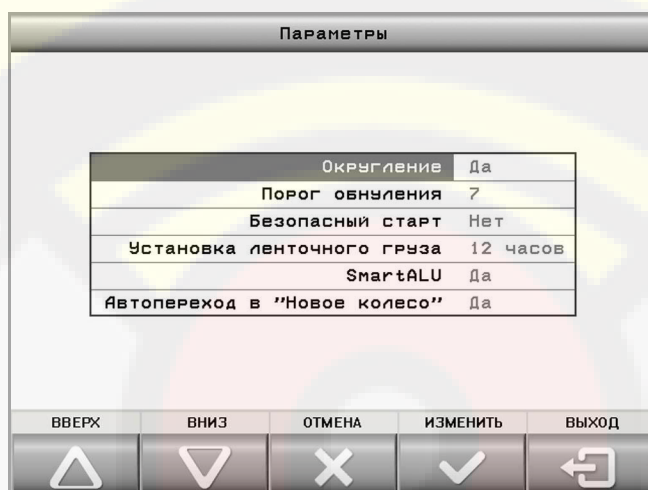 Параметры
Округление Да
Порог обнуления 7
Безопасный старт Нет
Установка ленточного груза 12 часов
SmartALU Да
Автопереход в "Новое колесо" Да
ВВЕРХ ВНИЗ ОТМЕНА ИЗМЕНИТЬ ВЫХОД